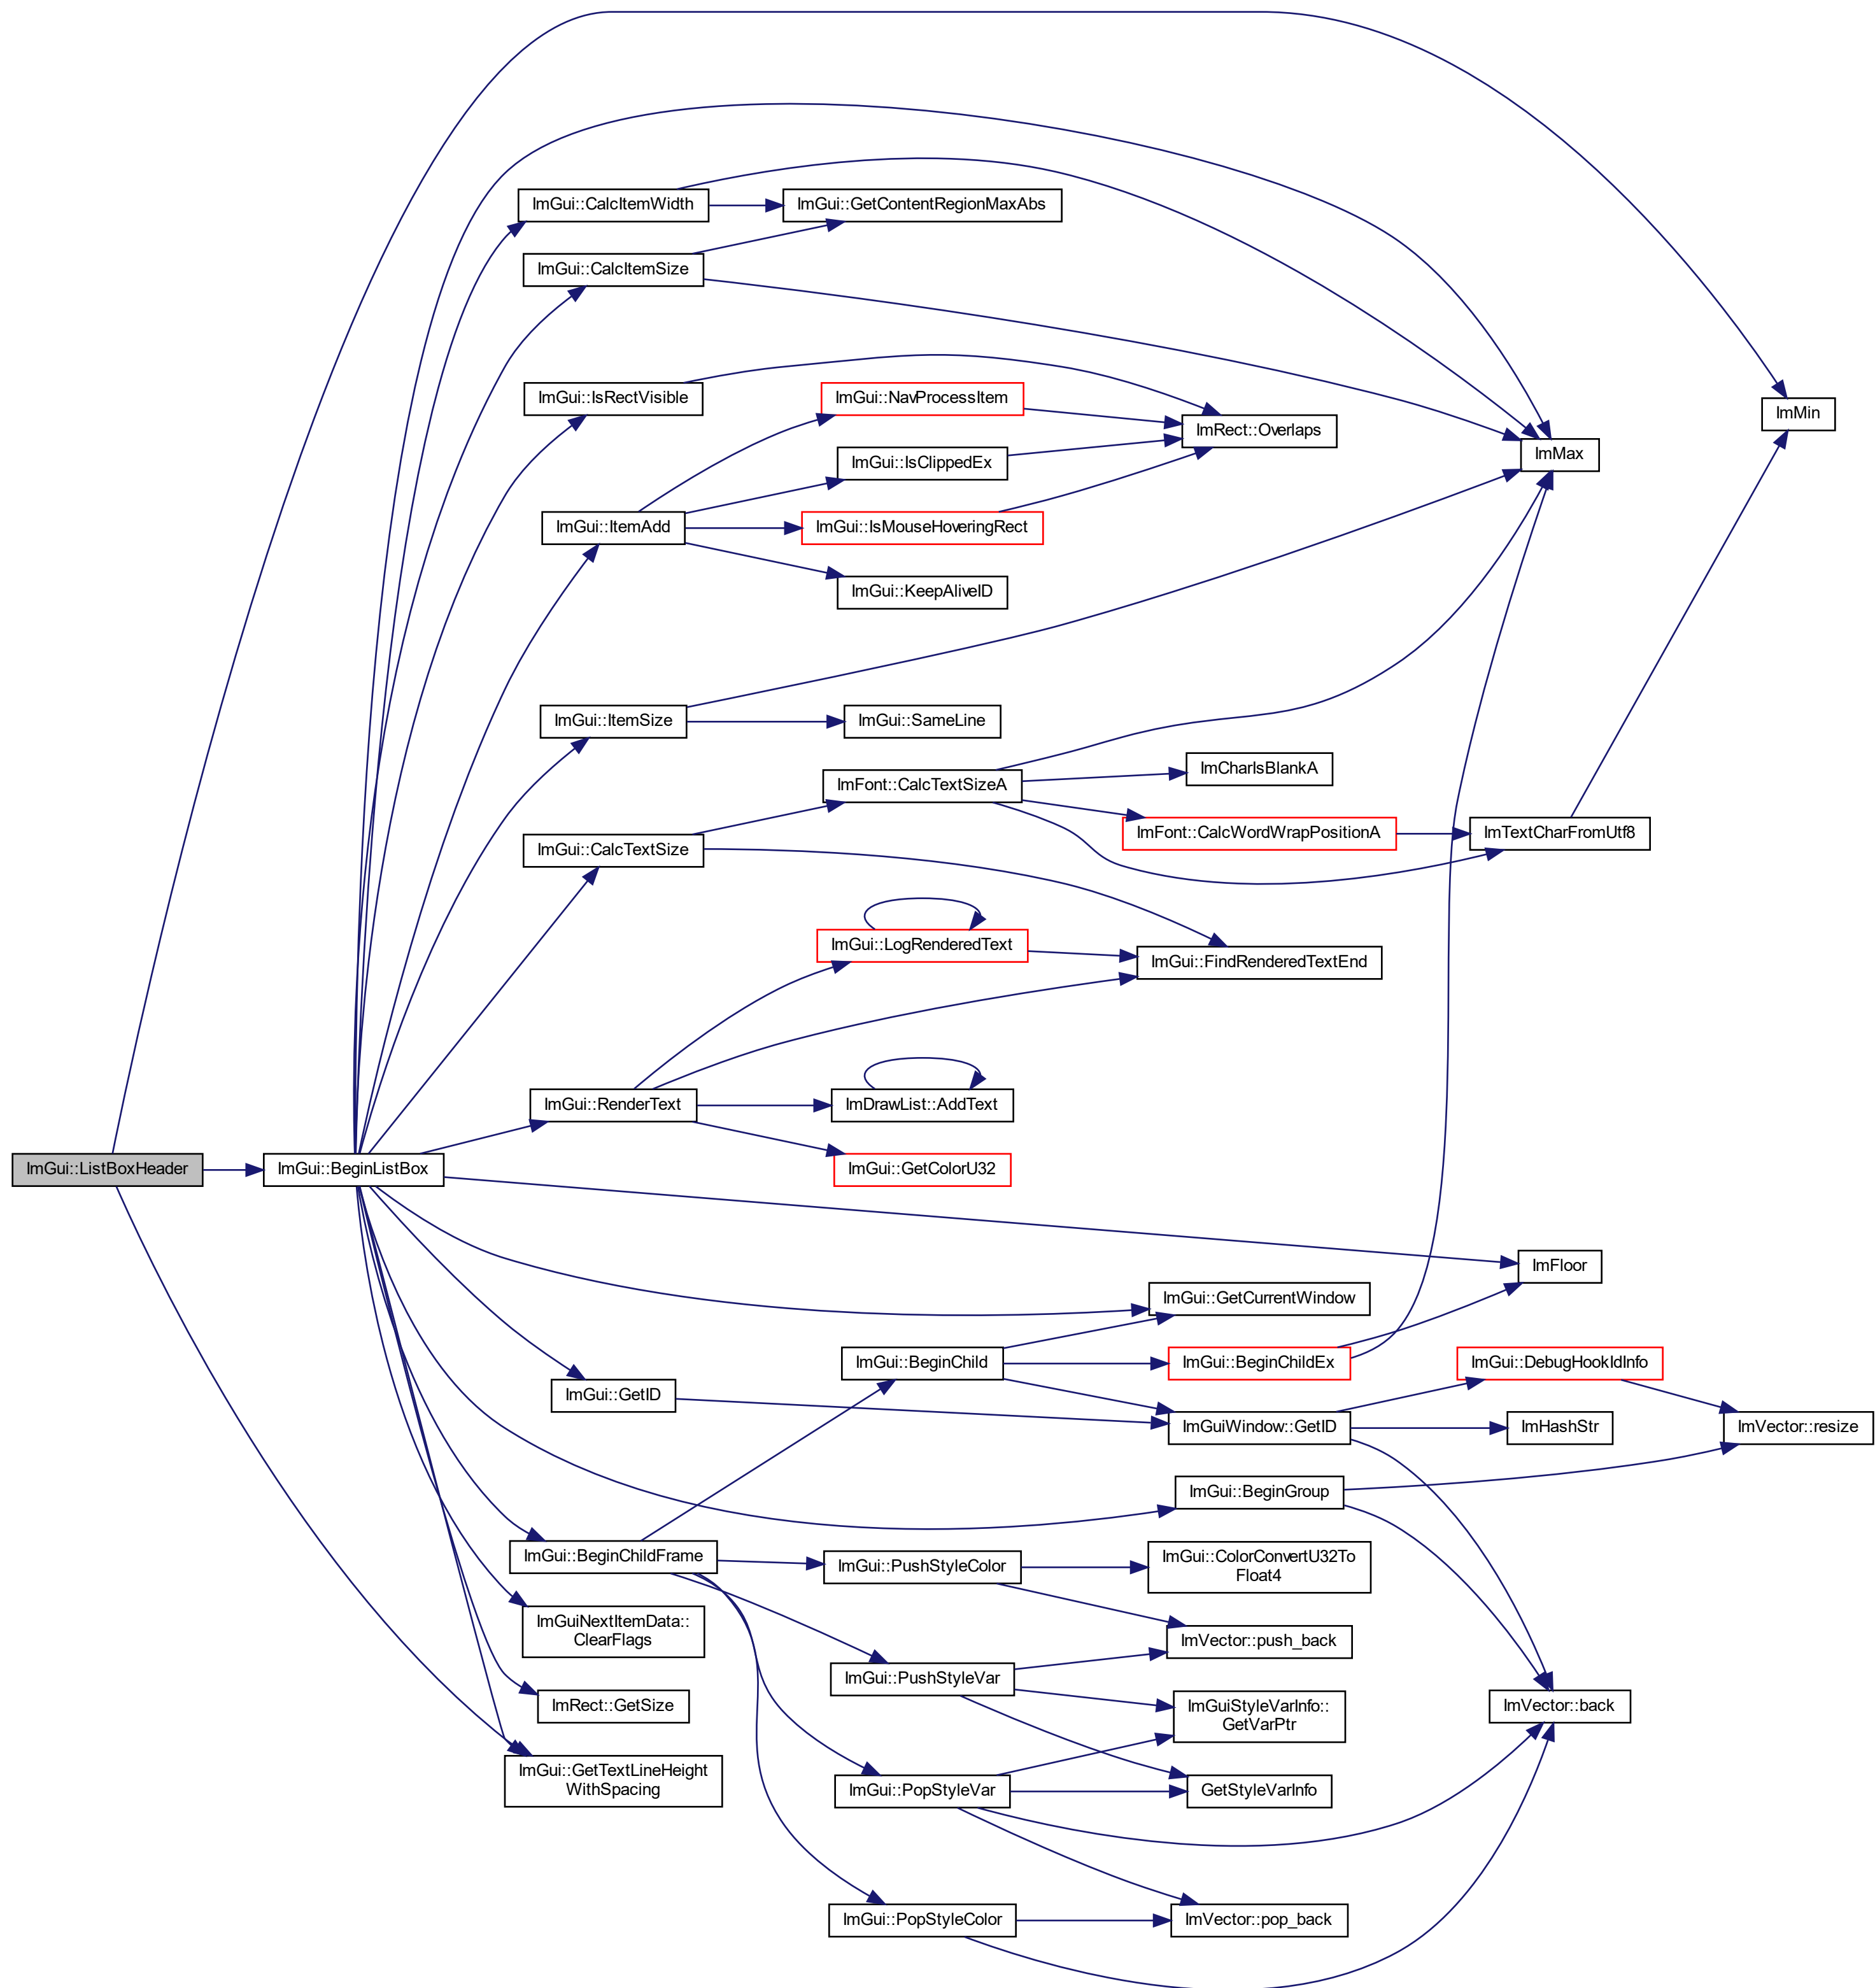 ImGui::CalcItemWidth
ImGui::GetContentRegionMaxAbs
ImGui::CalcItemSize
ImGui::IsRectVisible
ImGui::NavProcessItem
ImMin
ImRect::Overlaps
ImMax
ImGui::IsClippedEx
ImGui::ItemAdd
ImGui::IsMouseHoveringRect
ImGui::KeepAliveID
ImGui::ItemSize
ImGui::SameLine
ImCharIsBlankA
ImFont::CalcTextSizeA
ImFont::CalcWordWrapPositionA
ImTextCharFromUtf8
ImGui::CalcTextSize
ImGui::LogRenderedText
ImGui::FindRenderedTextEnd
ImGui::RenderText
ImDrawList::AddText
ImGui::ListBoxHeader
ImGui::BeginListBox
ImGui::GetColorU32
ImFloor
ImGui::GetCurrentWindow
ImGui::BeginChild
ImGui::BeginChildEx
ImGui::DebugHookIdInfo
ImGui::GetID
ImGuiWindow::GetID
ImHashStr
ImVector::resize
ImGui::BeginGroup
ImGui::BeginChildFrame
ImGui::PushStyleColor
ImGui::ColorConvertU32To
Float4
ImGuiNextItemData::
ClearFlags
ImVector::push_back
ImGui::PushStyleVar
ImRect::GetSize
ImGuiStyleVarInfo::
GetVarPtr
ImVector::back
ImGui::GetTextLineHeight
WithSpacing
ImGui::PopStyleVar
GetStyleVarInfo
ImGui::PopStyleColor
ImVector::pop_back